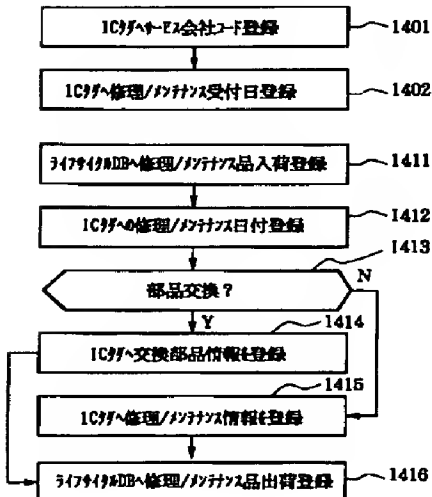 ICタグへサービス会社コード登録
1401
ICタグへ修理/メンテナンス受付日登録
1402
ライフサイクルDBへ修理/メンテナンス品入荷登録
1411
ICタグへの修理/メンテナンス日付登録
1412
1413
部品交換？
N
Y
1414
ICタグへ交換部品情報を登録
1415
ICタグへ修理/メンテナンス情報を登録
ライフサイクルDBへ修理/メンテナンス品出荷登録
1416